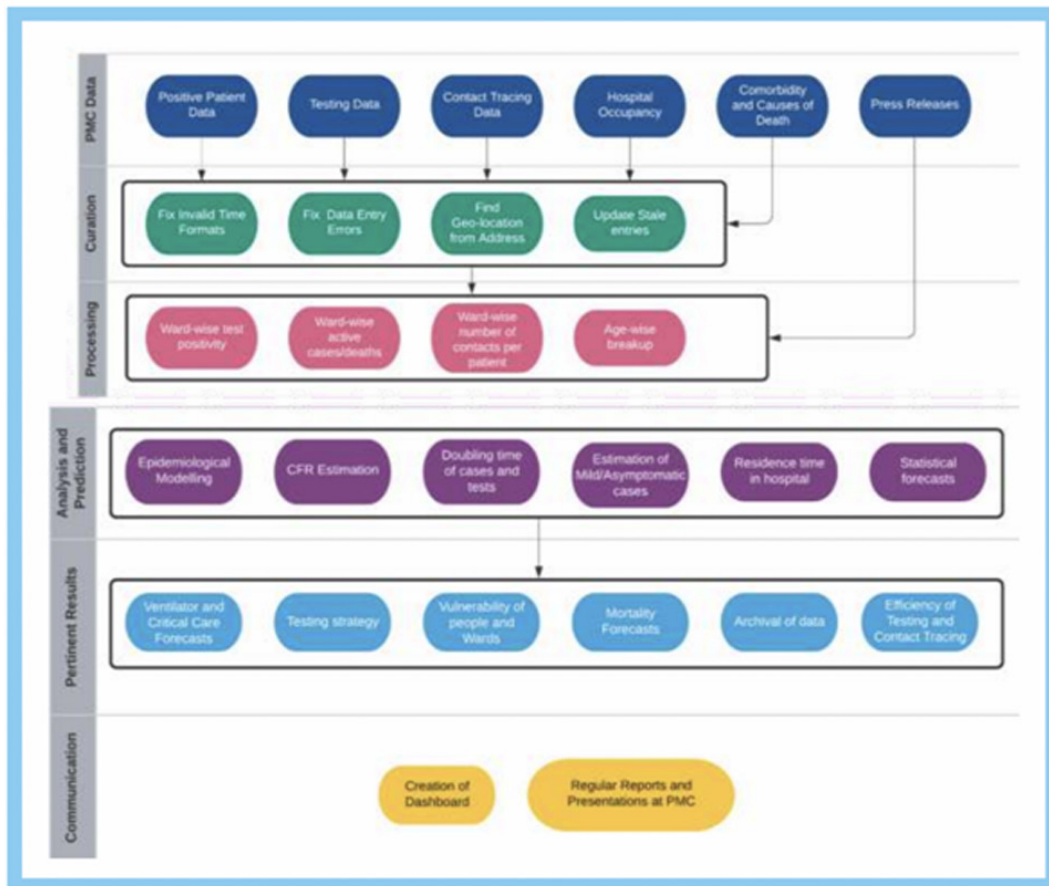 PMC Data
Positive Patient
Data
Testing Data
Contact Tracing
Data
Hospital
Occupancy
Comorbidity
and Causes of
Death
Press Releases
Curation
Fix Invalid Time
Formats
Fix Data Entry
Errors
Find
Geo-location
from Address
Update Stale
entries
Processing
Ward-wise test
positivity
Ward-wise
active
cases/deaths
Ward-wise
number of
contacts per
patient
Age-wise
breakup
Analysis and
Prediction
Epidemiological
Modelling
CFR Estimation
Doubling time
of cases and
tests
Estimation of
Mild/Asymptomatic
cases
Residence time
in hospital
Statistical
forecasts
Pertinent Results
Ventilator and
Critical Care
Forecasts
Testing strategy
Vulnerability of
people and
Wards
Mortality
Forecasts
Archival of data
Efficiency of
Testing and
Contact Tracing
Communication
Creation of
Dashboard
Regular Reports and
Presentations at PMC